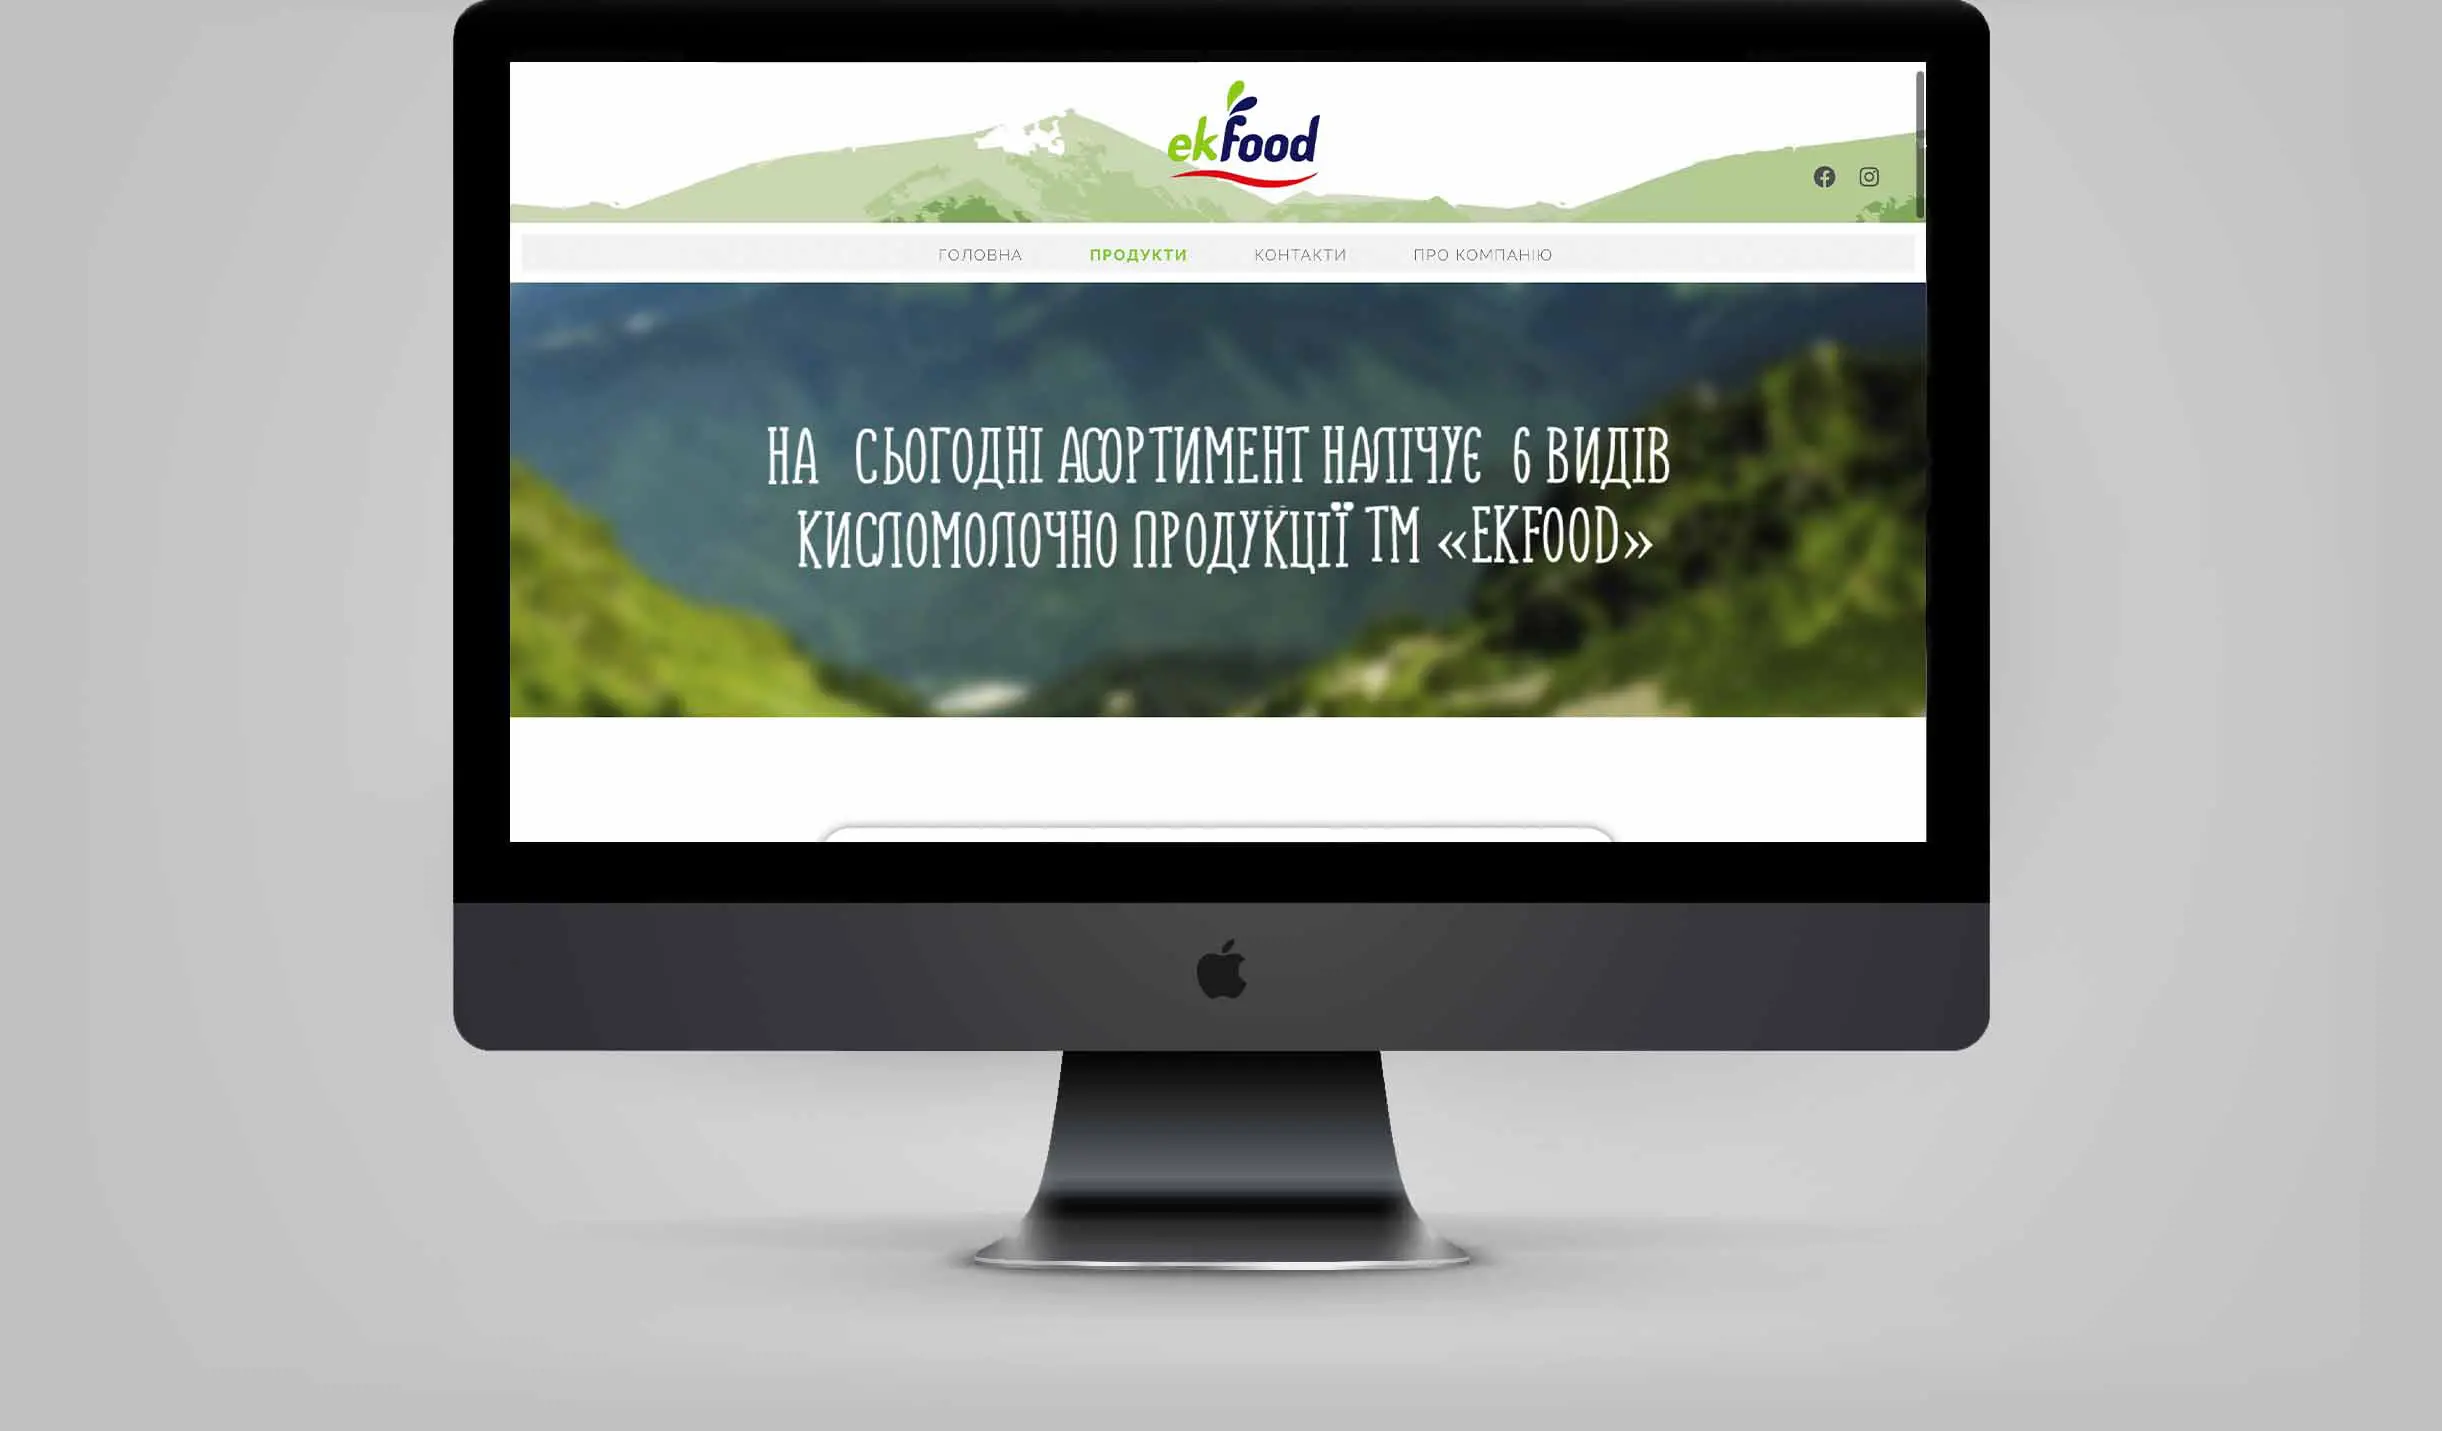 ekfood
ГОЛОВНА ПРОДУКТИ КОНТАКТИ ПРО КОМПАНІЮ
НА СЬОГОДНІ АСОРТИМЕНТ НАЛІЧУЄ 6 ВИДІВ
КИСЛОМОЛОЧНО ПРОДУКЦІЇ ТМ «EKFOOD»